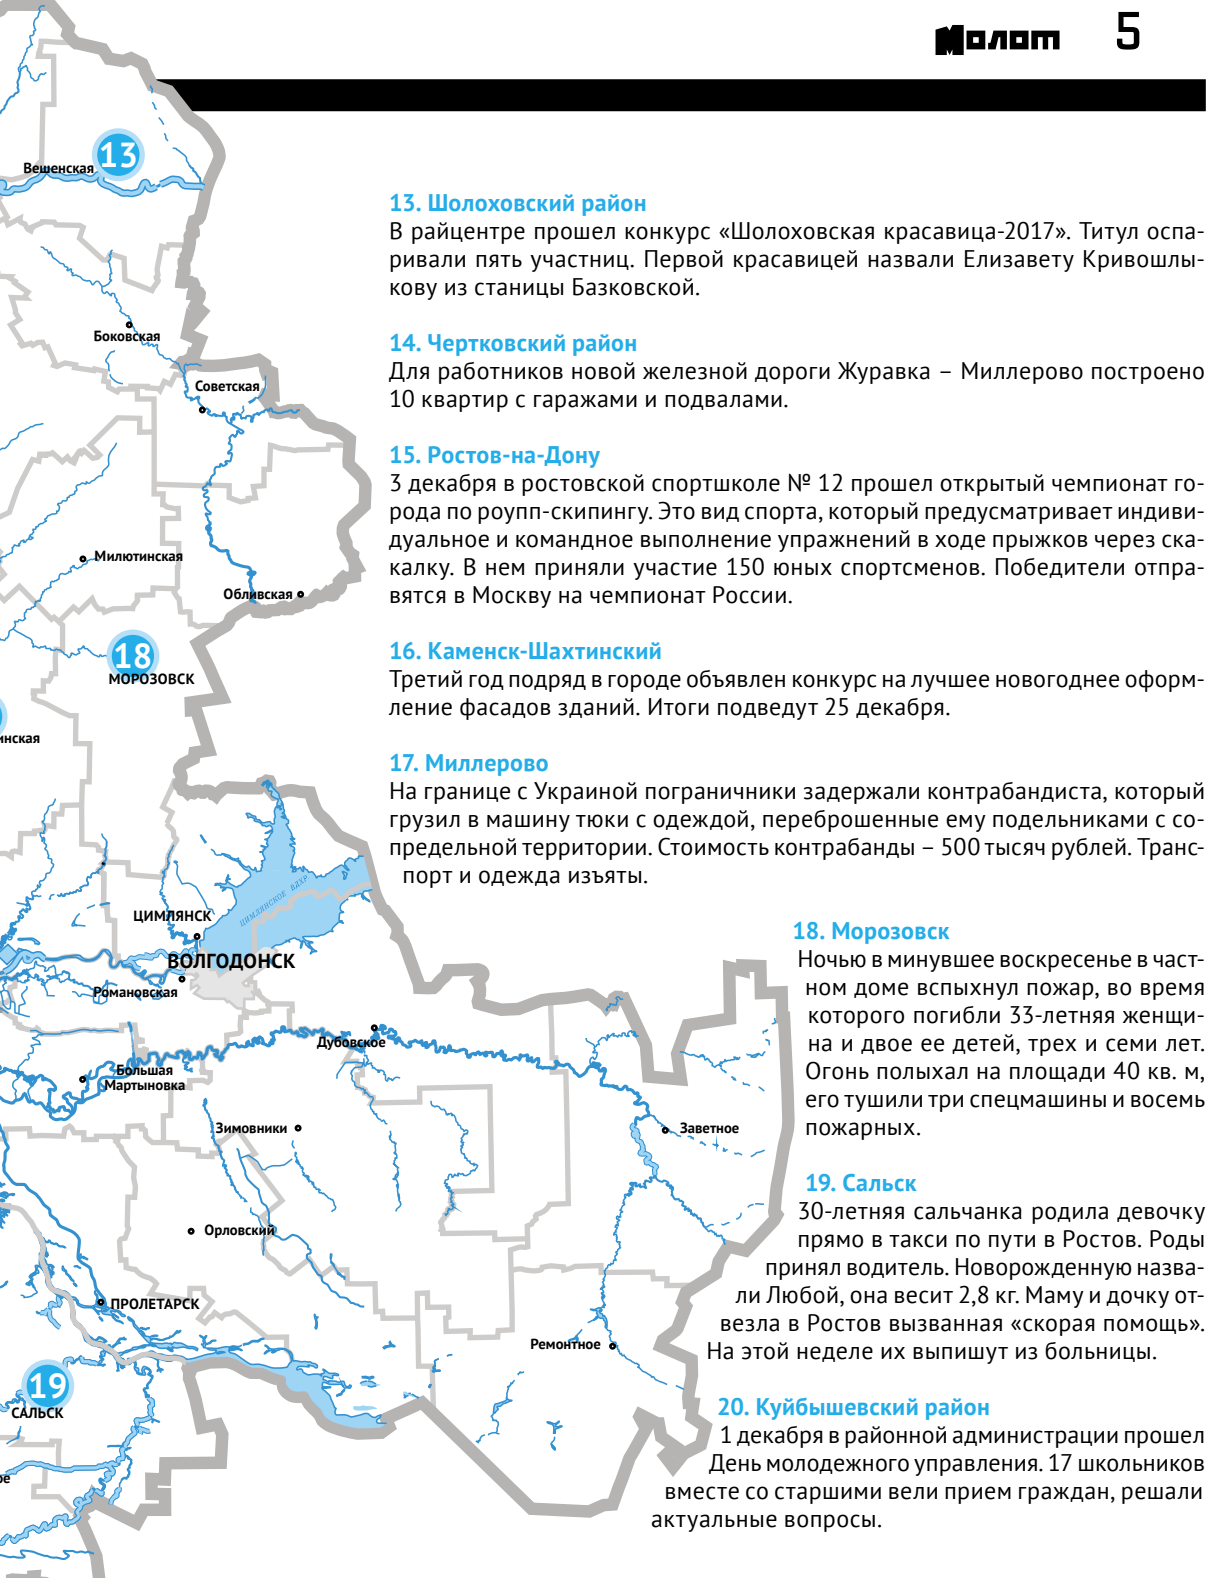 Молот 5
13
Вешенская
Боковская
Советская
Милютинская
Обливская
18
МОРОЗОВСК
инская
ЦИМЛЯНСКОЕ ВДХР.
ЦИМЛЯНСК
ВОЛГОДОНСК
Романовская
Дубовское
Большая
Мартыновка
Зимовники
Заветное
Орловский
ПРОЛЕТАРСК
Ремонтное
19
САЛЬСК
ое
13. Шолоховский район
В райцентре прошел конкурс «Шолоховская красавица-2017». Титул оспа-
ривали пять участниц. Первой красавицей назвали Елизавету Кривошлы-
кову из станицы Базковской.
14. Чертковский район
Для работников новой железной дороги Журавка – Миллерово построено
10 квартир с гаражами и подвалами.
15. Ростов-на-Дону
3 декабря в ростовской спортшколе № 12 прошел открытый чемпионат го-
рода по роупп-скипингу. Это вид спорта, который предусматривает индиви-
дуальное и командное выполнение упражнений в ходе прыжков через ска-
калку. В нем приняли участие 150 юных спортсменов. Победители отпра-
вятся в Москву на чемпионат России.
16. Каменск-Шахтинский
Третий год подряд в городе объявлен конкурс на лучшее новогоднее оформ-
ление фасадов зданий. Итоги подведут 25 декабря.
17. Миллерово
На границе с Украиной пограничники задержали контрабандиста, который
грузил в машину тюки с одеждой, переброшенные ему подельниками с со-
предельной территории. Стоимость контрабанды – 500 тысяч рублей. Транс-
порт и одежда изъяты.
18. Морозовск
Ночью в минувшее воскресенье в част-
ном доме вспыхнул пожар, во время
которого погибли 33-летняя женщи-
на и двое ее детей, трех и семи лет.
Огонь полыхал на площади 40 кв. м,
его тушили три спецмашины и восемь
пожарных.
19. Сальск
30-летняя сальчанка родила девочку
прямо в такси по пути в Ростов. Роды
принял водитель. Новорожденную назва-
ли Любой, она весит 2,8 кг. Маму и дочку от-
везла в Ростов вызванная «скорая помощь».
На этой неделе их выпишут из больницы.
20. Куйбышевский район
1 декабря в районной администрации прошел
День молодежного управления. 17 школьников
вместе со старшими вели прием граждан, решали
актуальные вопросы.